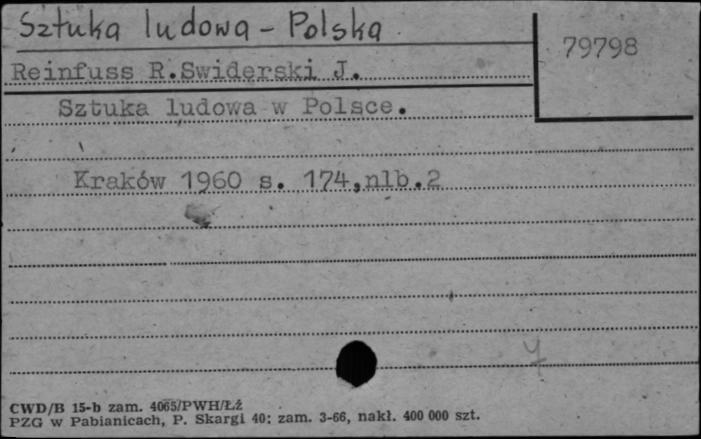 Sztuka ludowa - Polska
79798
Reinfuss R.Swiderski J.
Sztuka ludowa w Polsce.
Kraków 1960 s. 174,nlb.2
CWD/B 15-b zam. 4065/PWH/Łź
PZG w Pabianicach, P. Skargi 40; zam. 3-66, nakł. 400 000 szt.